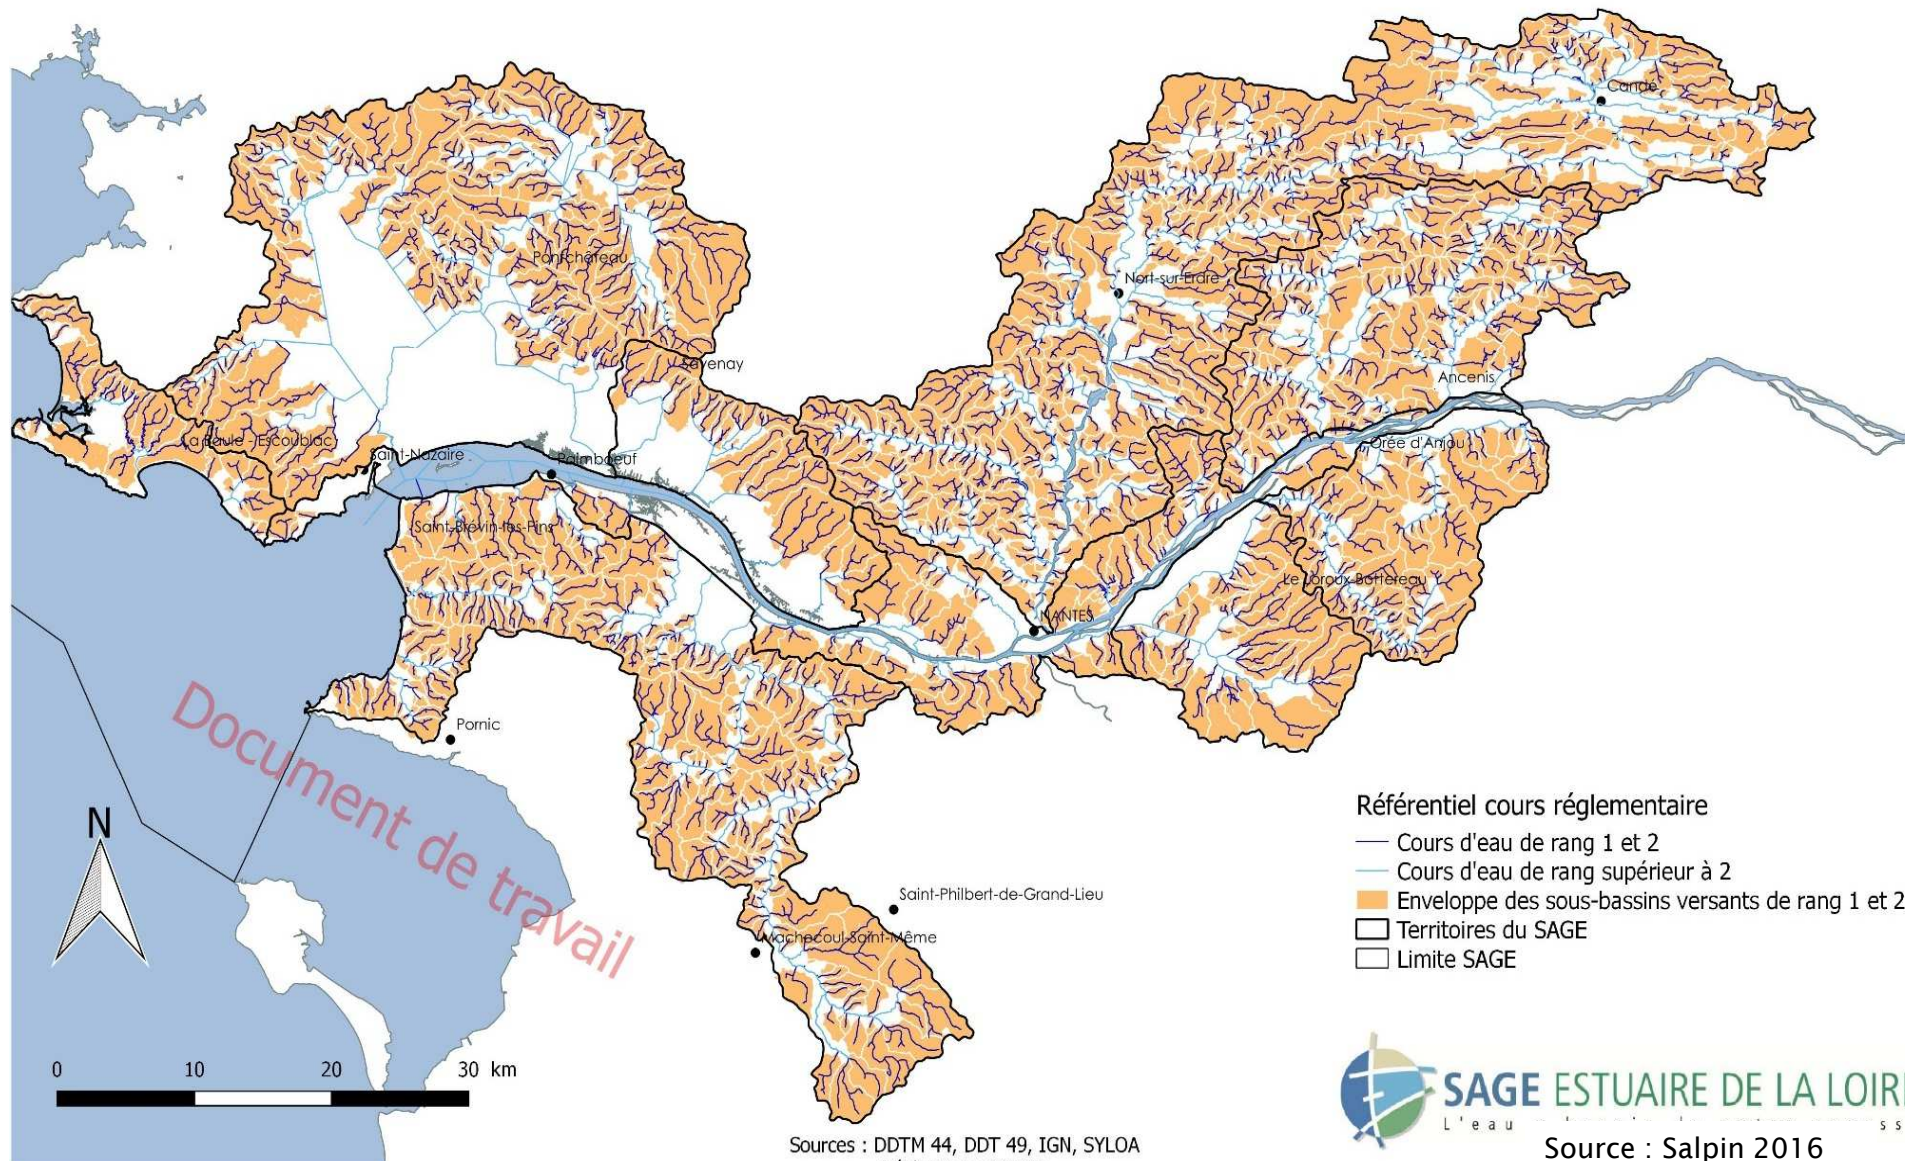 Candé
Pontchâteau
Nort-sur-Erdre
Savenay
Ancenis
La Baule - Escoublac
Saint-Nazaire
Paimboeuf
Orée d'Anjou
Saint-Brévin-les-Pins
Le Loroux-Bottereau
NANTES
Document de travail
Pornic
N
Référentiel cours réglementaire
Cours d'eau de rang 1 et 2
Cours d'eau de rang supérieur à 2
Enveloppe des sous-bassins versants de rang 1 et 2
Territoires du SAGE
Limite SAGE
Saint-Philbert-de-Grand-Lieu
Machecoul-Saint-Même
0 10 20 30 km
SAGE ESTUAIRE DE LA LOIRE
L'eau
Sources : DDTM 44, DDT 49, IGN, SYLOA
Source : Salpin 2016